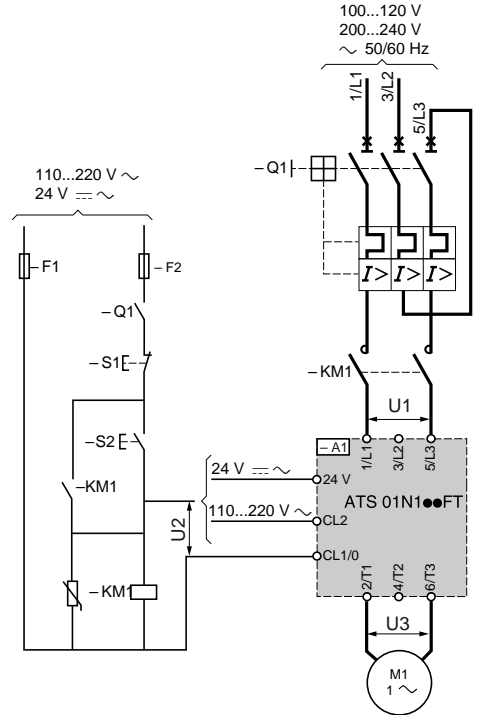 100...120 V
200...240 V
∼ 50/60 Hz
1/L1
3/L2
5/L3
– Q1
110...220 V ∼
24 V ⎓ ∼
– F1
– F2
– Q1
– S1
– KM1
I>
I>
I>
U1
– S2
– KM1
– A1
1/L1
3/L2
5/L3
24 V ⎓ ∼
24 V
ATS 01N1●●FT
110...220 V ∼
CL2
U2
CL1/0
– KM1
2/T1
4/T2
6/T3
U3
M1
1 ∼